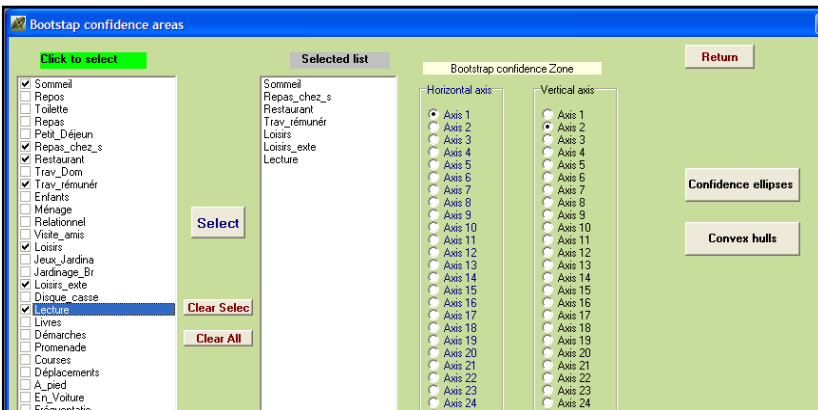 Bootstap confidence areas
Click to select
Sommeil
Repos
Toilette
Repas
Petit_Déjeun
Repas_chez_s
Restaurant
Trav_Dom
Trav_rémunér
Enfants
Ménage
Relationnel
Visite_amis
Loisirs
Jeux_Jardina
Jardinage_Br
Loisirs_exte
Disque_casse
Lecture
Livres
Démarches
Promenade
Courses
Déplacements
A_pied
En_Voiture
Fréquentatio
Select
Clear Selec
Clear All
Selected list
Sommeil
Repas_chez_s
Restaurant
Trav_rémunér
Loisirs
Loisirs_exte
Lecture
Bootstrap confidence Zone
Horizontal axis
Axis 1
Axis 2
Axis 3
Axis 4
Axis 5
Axis 6
Axis 7
Axis 8
Axis 9
Axis 10
Axis 11
Axis 12
Axis 13
Axis 14
Axis 15
Axis 16
Axis 17
Axis 18
Axis 19
Axis 20
Axis 21
Axis 22
Axis 23
Axis 24
Vertical axis
Axis 1
Axis 2
Axis 3
Axis 4
Axis 5
Axis 6
Axis 7
Axis 8
Axis 9
Axis 10
Axis 11
Axis 12
Axis 13
Axis 14
Axis 15
Axis 16
Axis 17
Axis 18
Axis 19
Axis 20
Axis 21
Axis 22
Axis 23
Axis 24
Return
Confidence ellipses
Convex hulls